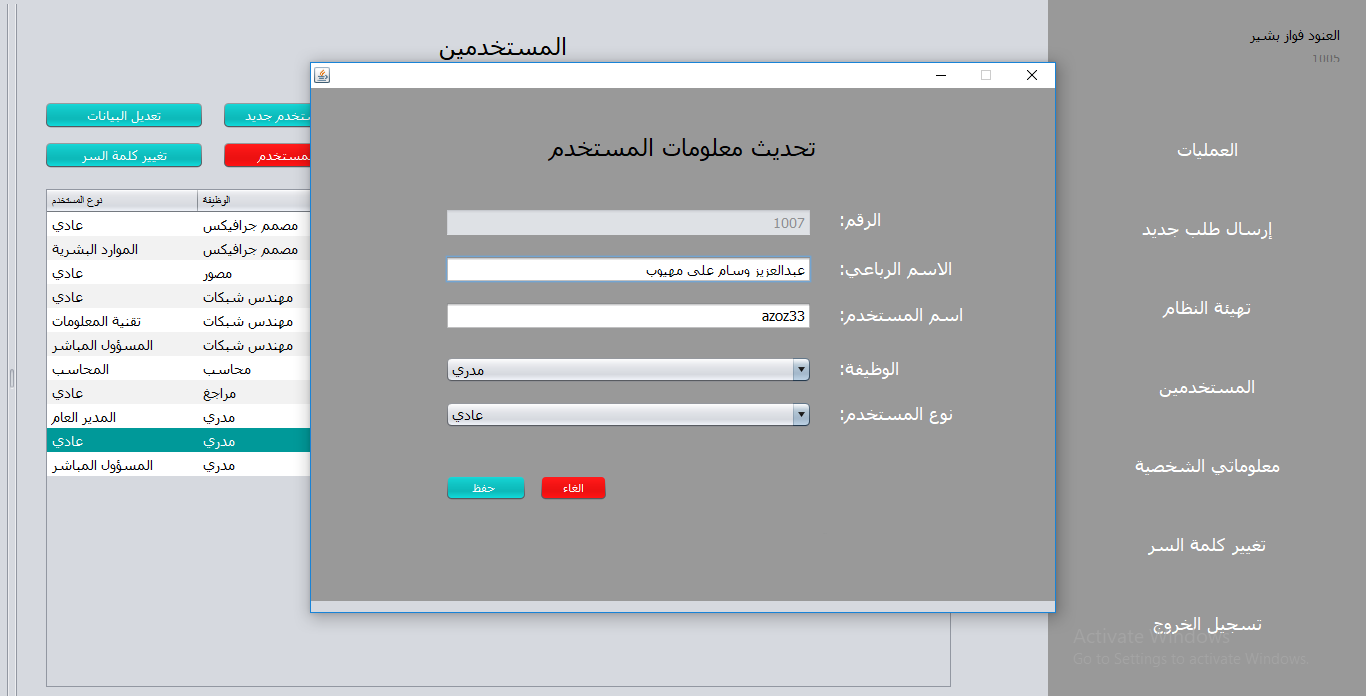 العنود فواز بشير
1005
العمليات
إرسال طلب جديد
تهيئة النظام
المستخدمين
معلوماتي الشخصية
تغيير كلمة السر
تسجيل الخروج
Activate Windows
Go to Settings to activate Windows.
المستخدمين
جديد تعديل البيانات
تغيير كلمة السر
الوظيفة نوع المستخدم
مصمم جرافيكس عادي
مصمم جرافيكس الموارد البشرية
مصور عادي
مهندس شبكات عادي
مهندس شبكات تقنية المعلومات
مهندس شبكات المسؤول المباشر
محاسب المحاسب
مراجع عادي
مدري المدير العام
مدري عادي
مدري المسؤول المباشر
تحديث معلومات المستخدم
الرقم: 1007
الاسم الرباعي: عبدالعزيز وسام على مهيوب
اسم المستخدم: azoz33
الوظيفة: مدري
نوع المستخدم: عادي
الغاء حفظ